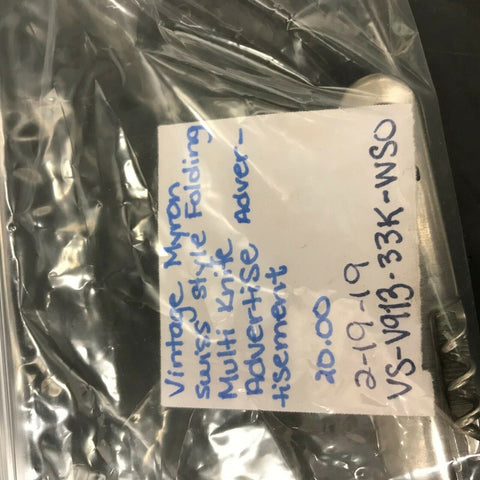 Vintage Myron
Swiss Style Folding
Multi Knife
Advertise Adver-
tisement
20.00
2-19-19
VS-V913-33K-WSO